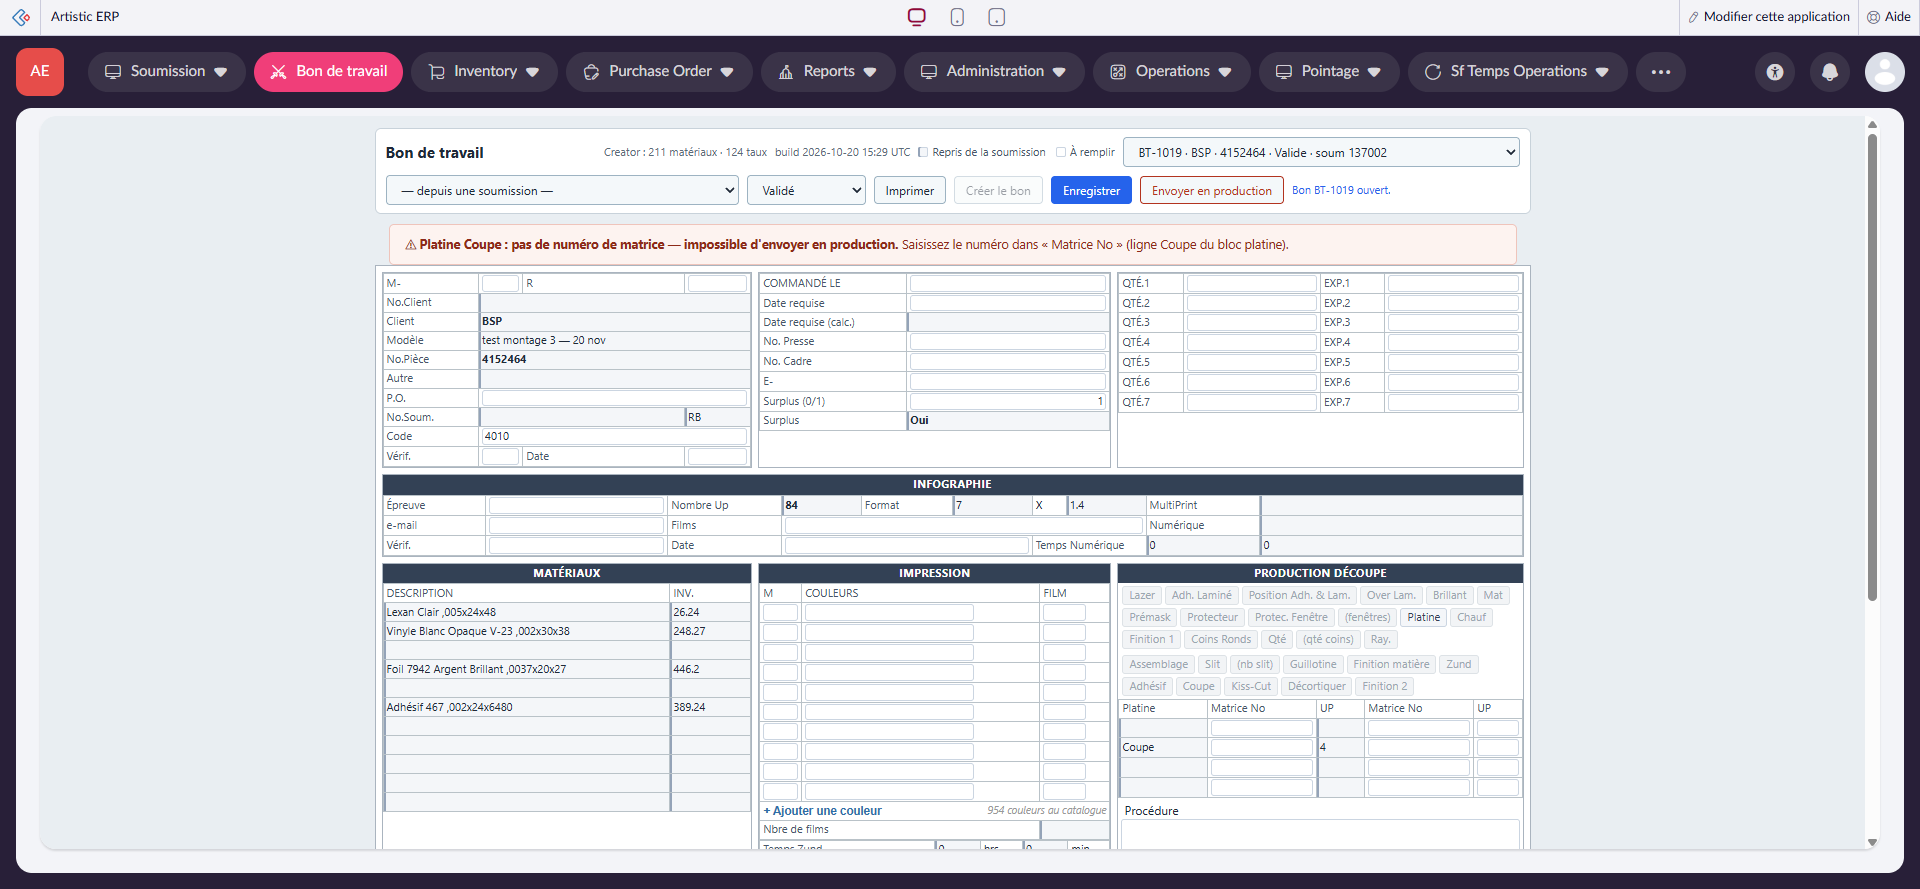 Artistic ERP
Modifier cette application
Aide
AE
Soumission
Bon de travail
Inventory
Purchase Order
Reports
Administration
Operations
Pointage
Sf Temps Operations
Bon de travail
Creator : 211 matériaux · 124 taux build 2026-10-20 15:29 UTC Repris de la soumission À remplir BT-1019 · BSP · 4152464 · Valide · soum 137002
— depuis une soumission — Validé Imprimer Créer le bon Enregistrer Envoyer en production Bon BT-1019 ouvert.
⚠ Platine Coupe : pas de numéro de matrice — impossible d'envoyer en production. Saisissez le numéro dans « Matrice No » (ligne Coupe du bloc platine).
M- R
No.Client
Client BSP
Modèle test montage 3 — 20 nov
No.Pièce 4152464
Autre
P.O.
No.Soum. RB
Code 4010
Vérif. Date
COMMANDÉ LE
Date requise
Date requise (calc.)
No. Presse
No. Cadre
E-
Surplus (0/1) 1
Surplus Oui
QTÉ.1 EXP.1
QTÉ.2 EXP.2
QTÉ.3 EXP.3
QTÉ.4 EXP.4
QTÉ.5 EXP.5
QTÉ.6 EXP.6
QTÉ.7 EXP.7
INFOGRAPHIE
Épreuve Nombre Up 84 Format 7 X 1.4 MultiPrint
e-mail Films Numérique
Vérif. Date Temps Numérique 0 0
MATÉRIAUX
DESCRIPTION INV.
Lexan Clair ,005x24x48 26.24
Vinyle Blanc Opaque V-23 ,002x30x38 248.27
Foil 7942 Argent Brillant ,0037x20x27 446.2
Adhésif 467 ,002x24x6480 389.24
IMPRESSION
M COULEURS FILM
+ Ajouter une couleur 954 couleurs au catalogue
Nbre de films
Temps Zund 0 hrs 0 min
PRODUCTION DÉCOUPE
Lazer Adh. Laminé Position Adh. & Lam. Over Lam. Brillant Mat
Prémask Protecteur Protec. Fenêtre (fenêtres) Platine Chauf
Finition 1 Coins Ronds Qté (qté coins) Ray.
Assemblage Slit (nb slit) Guillotine Finition matière Zund
Adhésif Coupe Kiss-Cut Décortiquer Finition 2
Platine Matrice No UP Matrice No UP
Coupe 4
Procédure